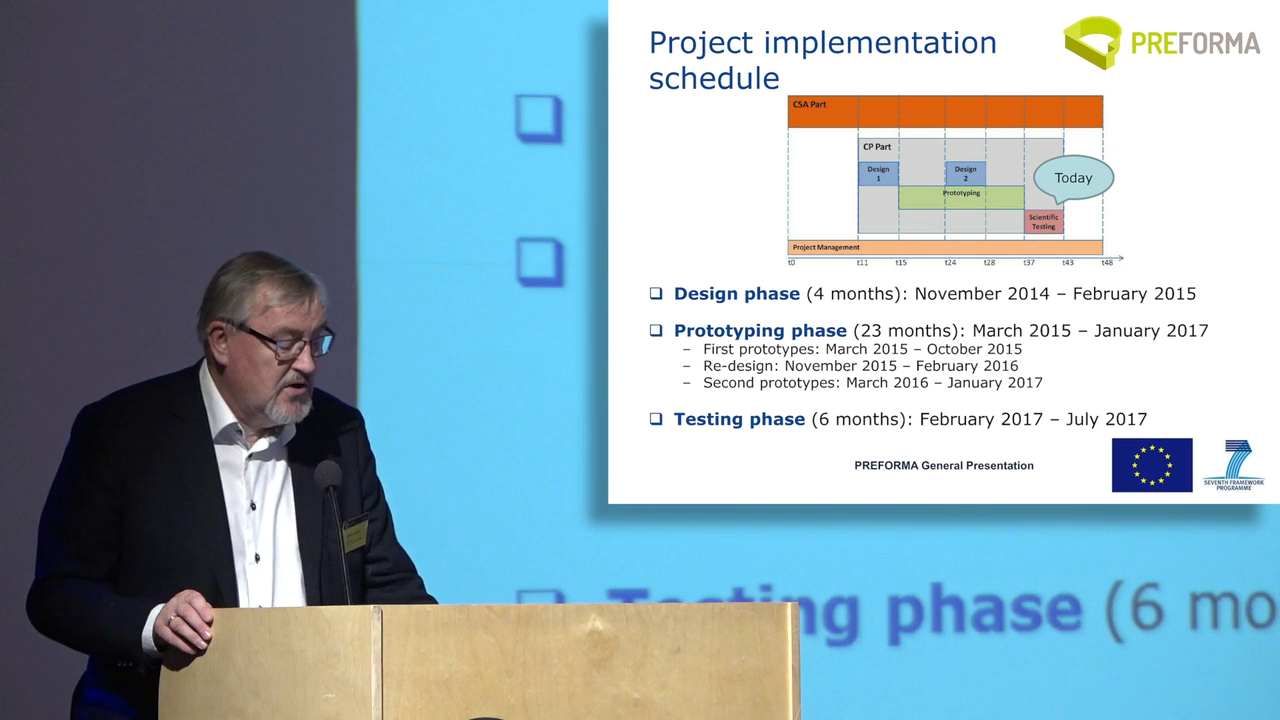 Project implementation
schedule
PREFORMA
CSA Part
CP Part
Design
1
Design
2
Today
Prototyping
Scientific
Testing
Project Management
t0 t11 t15 t24 t28 t37 t43 t48
❑ Design phase (4 months): November 2014 – February 2015
❑ Prototyping phase (23 months): March 2015 – January 2017
– First prototypes: March 2015 – October 2015
– Re-design: November 2015 – February 2016
– Second prototypes: March 2016 – January 2017
❑ Testing phase (6 months): February 2017 – July 2017
PREFORMA General Presentation
SEVENTH FRAMEWORK
PROGRAMME
Testing phase (6 mo